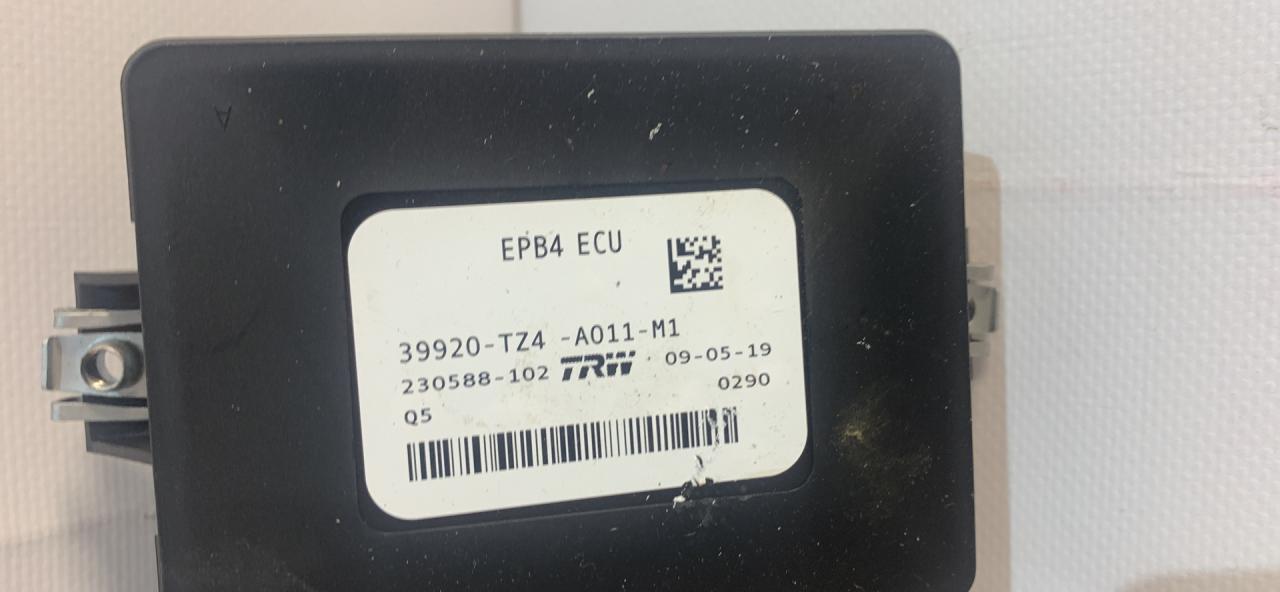 A
EPB4 ECU
39920-TZ4 -A011-M1
230588-102 TRW 09-05-19
Q5 0290